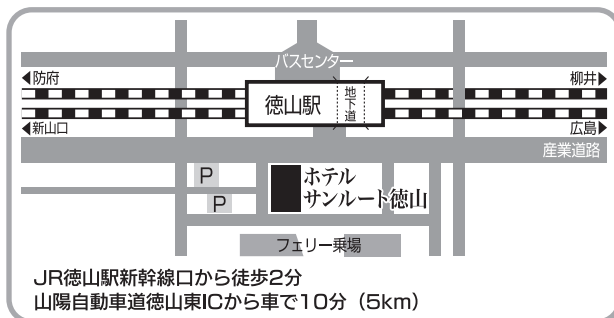 バスセンター
◀防府
柳井▶
徳山駅
地下道
◀新山口
広島▶
産業道路
P
P
ホテル
サンルート徳山
フェリー乗場
JR徳山駅新幹線口から徒歩2分
山陽自動車道徳山東ICから車で10分（5km）